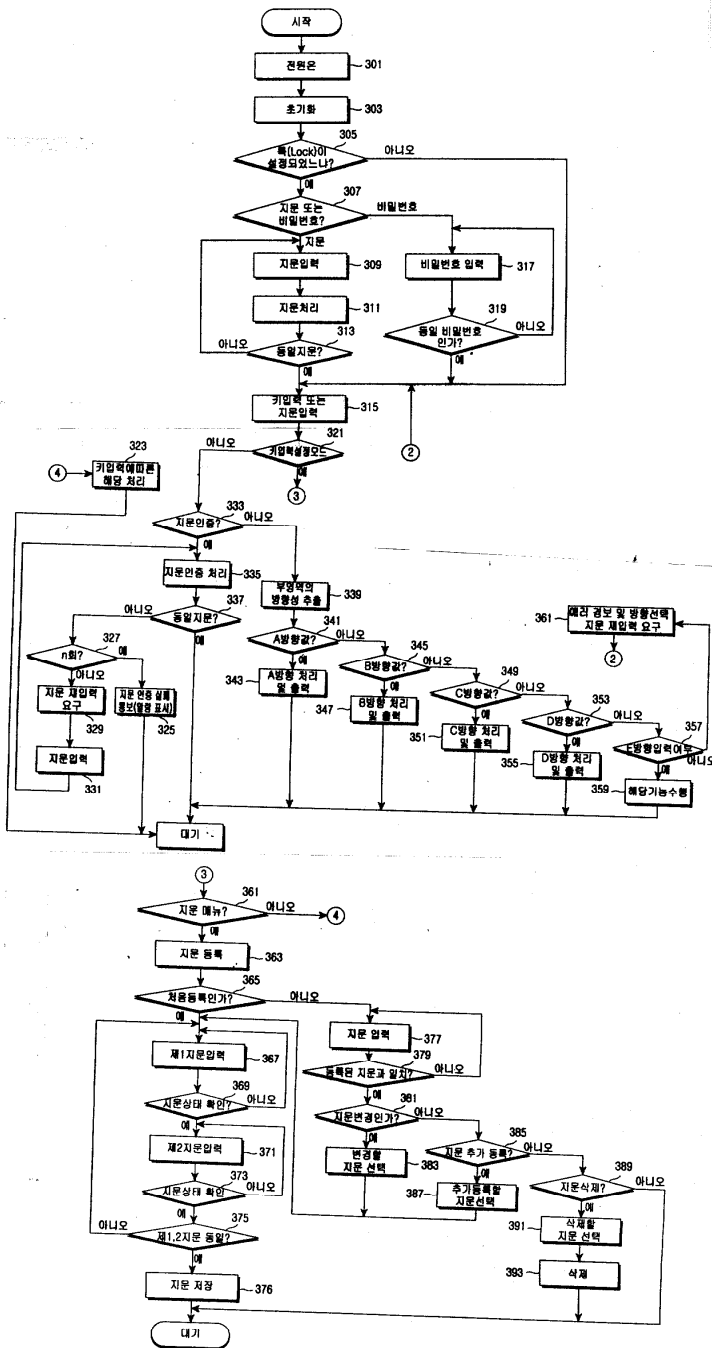 시작
전원온
301
초기화
303
305
록(Lock)이
설정되었느냐?
아니오
예
307
지문 또는
비밀번호?
비밀번호
지문
지문입력
309
비밀번호 입력
317
지문처리
311
313
319
동일지문?
아니오
예
동일 비밀번호
인가?
아니오
예
키입력 또는
지문입력
315
2
321
키입력설정모드
아니오
예
3
323
4
키입력에따른
해당 처리
333
지문인증?
아니오
예
지문인증 처리
335
부영역의
방향성 추출
339
337
동일지문?
아니오
예
341
A방향값?
아니오
예
345
B방향값?
아니오
예
349
C방향값?
아니오
예
353
D방향값?
아니오
예
357
E방향입력여부
아니오
예
361
에러 경보 및 방향선택
지문 재입력 요구
2
327
n회?
예
아니오
지문 재입력
요구
329
지문 인증 실패
경보(열람 표시)
325
지문입력
331
343
A방향 처리
및 출력
347
B방향 처리
및 출력
351
C방향 처리
및 출력
355
D방향 처리
및 출력
359
해당기능수행
대기
3
361
지문 메뉴?
아니오
4
예
지문 등록
363
365
처음등록인가?
아니오
예
지문 입력
377
제1지문입력
367
379
등록된 지문과 일치?
아니오
예
369
지문상태 확인?
아니오
예
381
지문변경인가?
아니오
예
제2지문입력
371
변경할
지문 선택
383
385
지문 추가 등록?
아니오
예
373
지문상태 확인
아니오
예
387
추가등록할
지문선택
389
지문삭제?
아니오
예
375
제1,2지문 동일?
아니오
예
391
삭제할
지문 선택
지문 저장
376
393
삭제
대기